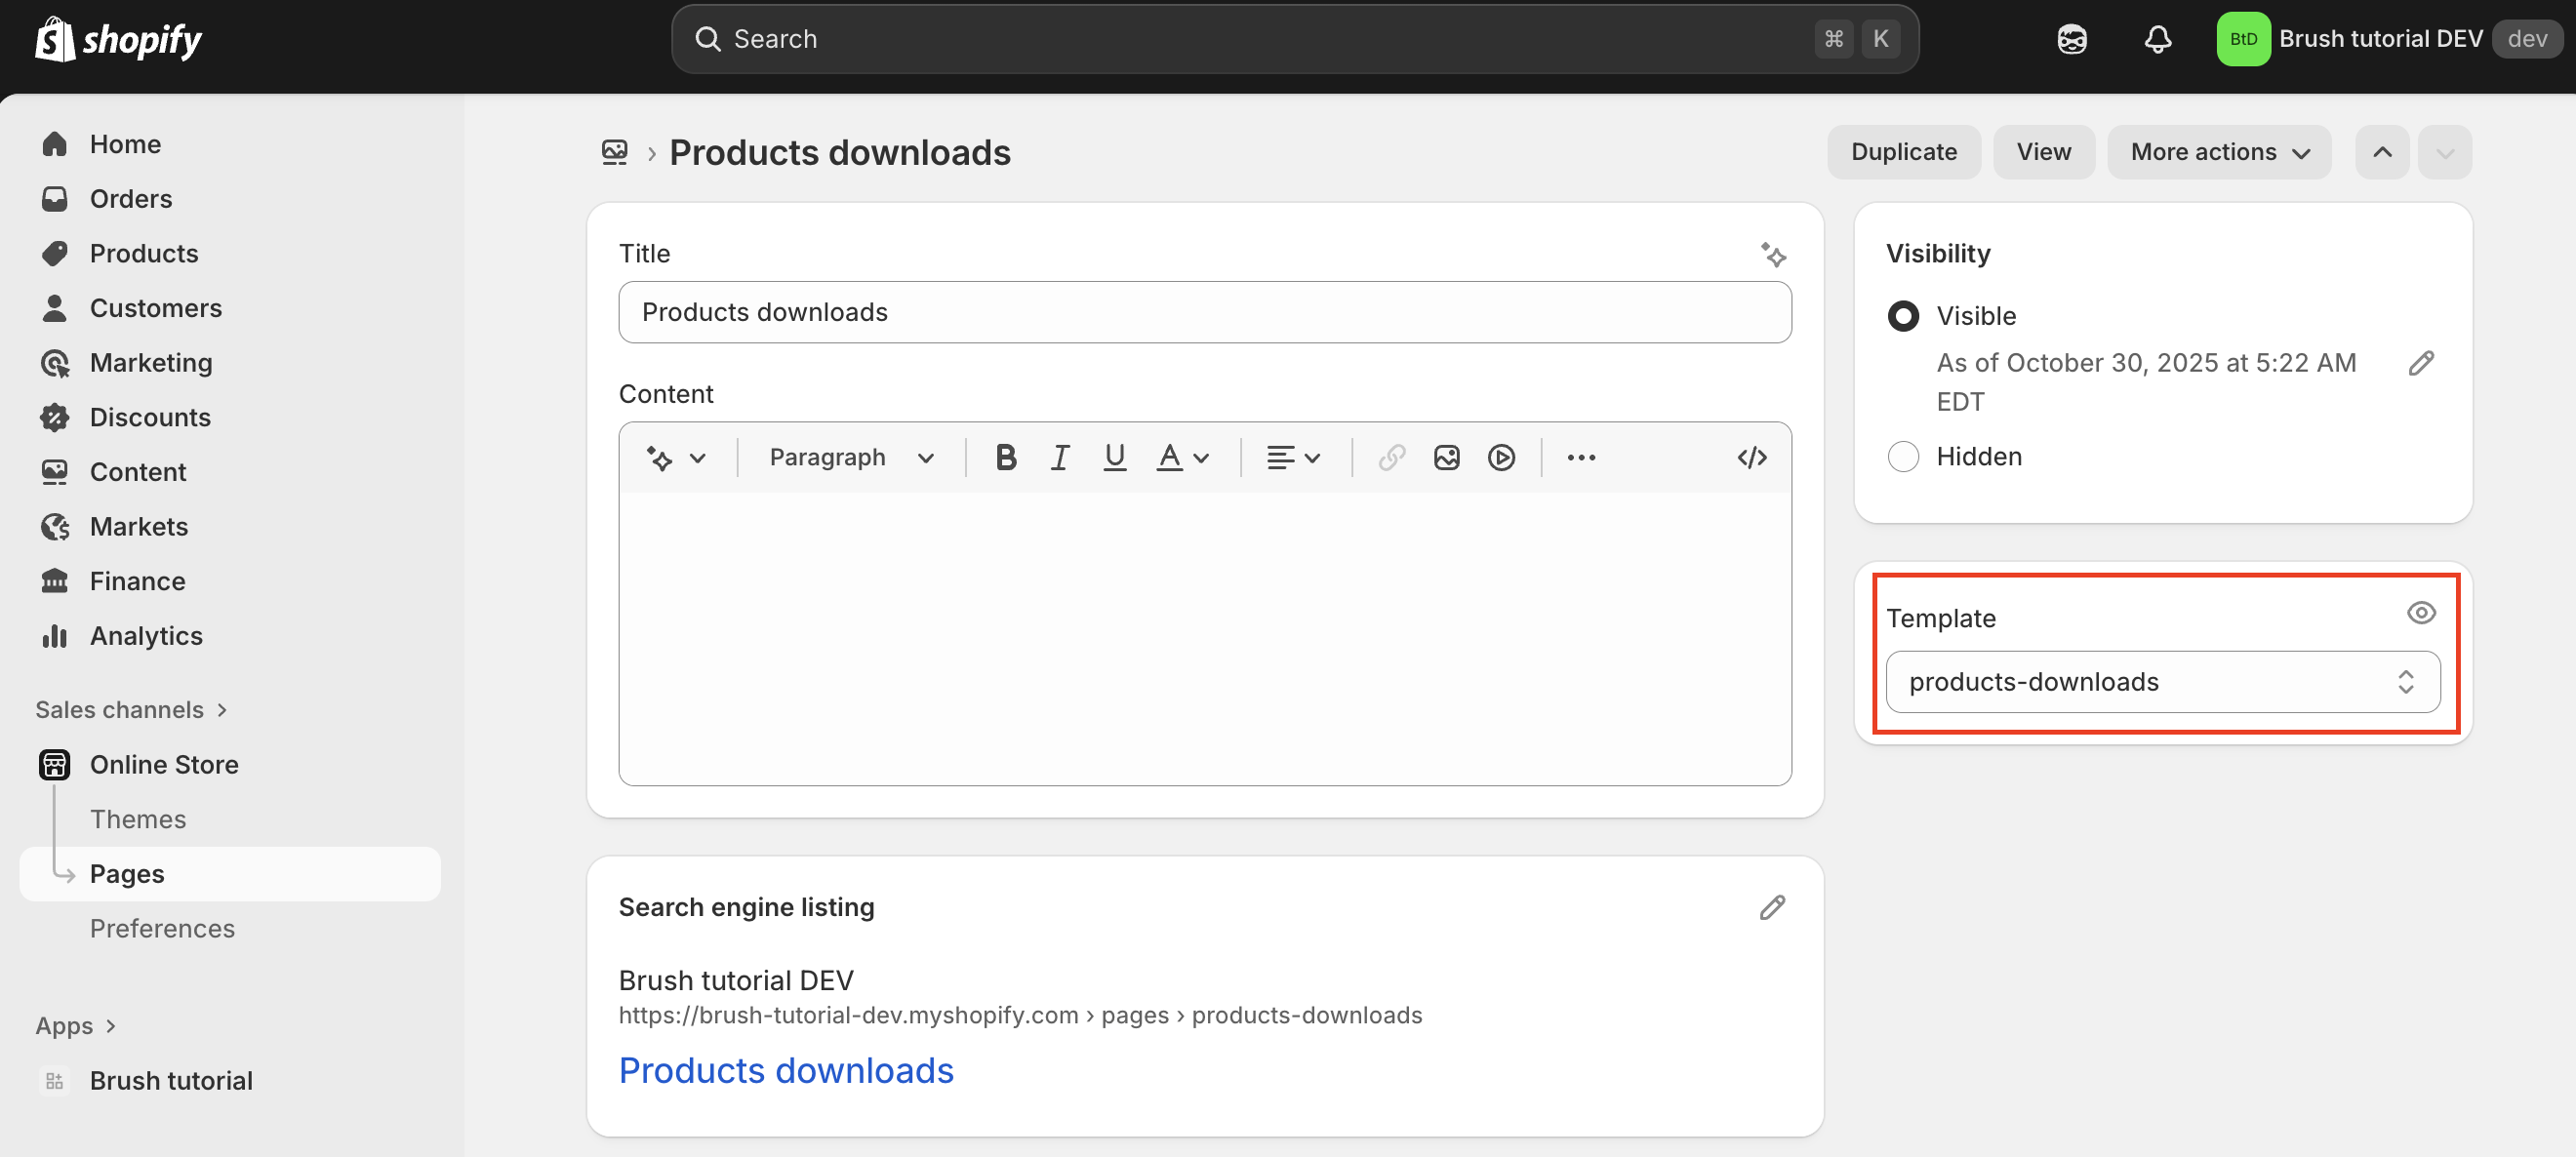 shopify
Search
⌘ K
BtD
Brush tutorial DEV
dev
Home
Orders
Products
Customers
Marketing
Discounts
Content
Markets
Finance
Analytics
Sales channels
Online Store
Themes
Pages
Preferences
Apps
Brush tutorial
Products downloads
Duplicate
View
More actions
Title
Products downloads
Content
Paragraph
B I U A
Search engine listing
Brush tutorial DEV
https://brush-tutorial-dev.myshopify.com › pages › products-downloads
Products downloads
Visibility
Visible
As of October 30, 2025 at 5:22 AM
EDT
Hidden
Template
products-downloads